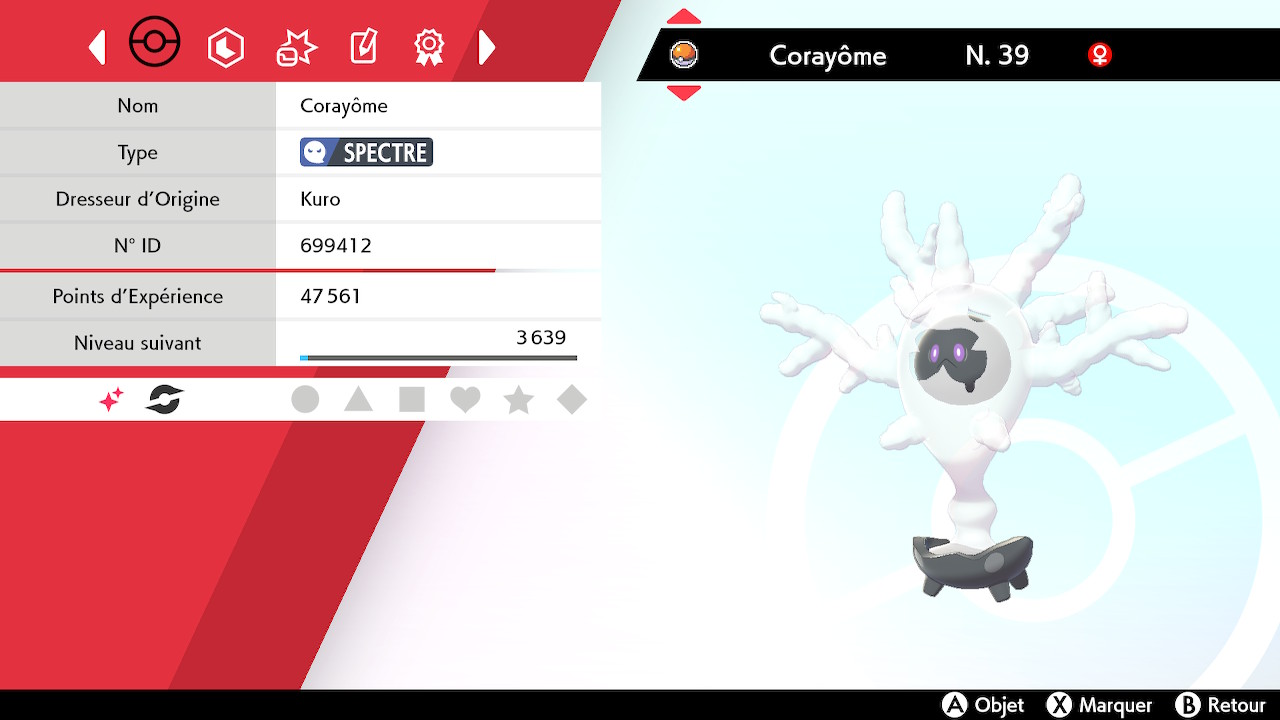 Corayôme N. 39 ♀
Nom Corayôme
Type SPECTRE
Dresseur d'Origine Kuro
N° ID 699412
Points d'Expérience 47 561
Niveau suivant 3 639
A Objet X Marquer B Retour